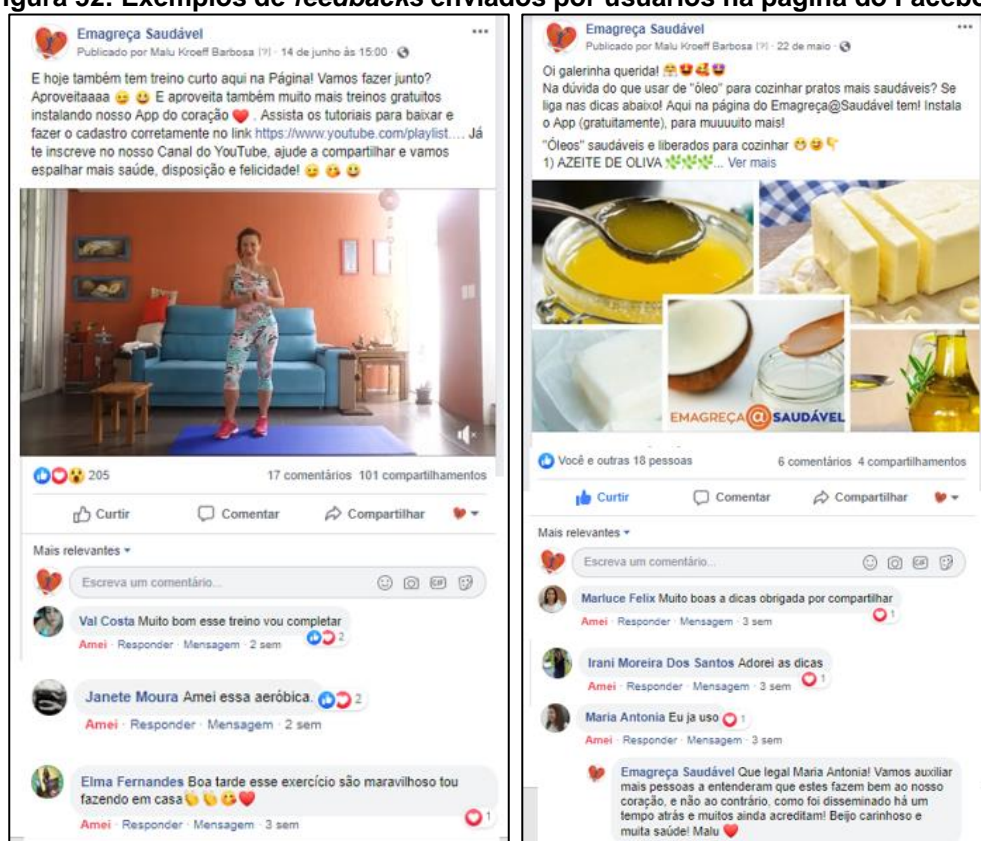 Figura 52: Exemplos de feedbacks enviados por usuários na página do Facebo
Emagreça Saudável
Publicado por Malu Kroeff Barbosa [?] · 14 de junho às 15:00 ·
E hoje também tem treino curto aqui na Página! Vamos fazer junto?
Aproveitaaaa 😉 😃 E aproveita também muito mais treinos gratuitos
instalando nosso App do coração ❤️ . Assista os tutoriais para baixar e
fazer o cadastro corretamente no link https://www.youtube.com/playlist.... Já
te inscreve no nosso Canal do YouTube, ajude a compartilhar e vamos
espalhar mais saúde, disposição e felicidade! 😉 😘 😃
205
17 comentários 101 compartilhamentos
Curtir Comentar Compartilhar
Mais relevantes
Escreva um comentário...
GIF
Val Costa Muito bom esse treino vou completar
2
Amei · Responder · Mensagem · 2 sem
Janete Moura Amei essa aeróbica.
2
Amei · Responder · Mensagem · 2 sem
Elma Fernandes Boa tarde esse exercício são maravilhoso tou
fazendo em casa👏👏😘❤️
1
Amei · Responder · Mensagem · 3 sem
Emagreça Saudável
Publicado por Malu Kroeff Barbosa [?] · 22 de maio ·
Oi galerinha querida! 🤗😍🥰😍
Na dúvida do que usar de "óleo" para cozinhar pratos mais saudáveis? Se
liga nas dicas abaixo! Aqui na página do Emagreça@Saudável tem! Instala
o App (gratuitamente), para muuuuito mais!
"Óleos" saudáveis e liberados para cozinhar 😁😅👇
1) AZEITE DE OLIVA 🌿🌿🌿... Ver mais
EMAGREÇA@SAUDÁVEL
Você e outras 18 pessoas
6 comentários 4 compartilhamentos
Curtir Comentar Compartilhar
Mais relevantes
Escreva um comentário...
GIF
Marluce Felix Muito boas a dicas obrigada por compartilhar
1
Amei · Responder · Mensagem · 3 sem
Irani Moreira Dos Santos Adorei as dicas
1
Amei · Responder · Mensagem · 3 sem
Maria Antonia Eu ja uso
1
Amei · Responder · Mensagem · 3 sem
Emagreça Saudável Que legal Maria Antonia! Vamos auxiliar
mais pessoas a entenderam que estes fazem bem ao nosso
coração, e não ao contrário, como foi disseminado há um
tempo atrás e muitos ainda acreditam! Beijo carinhoso e
muita saúde! Malu ❤️